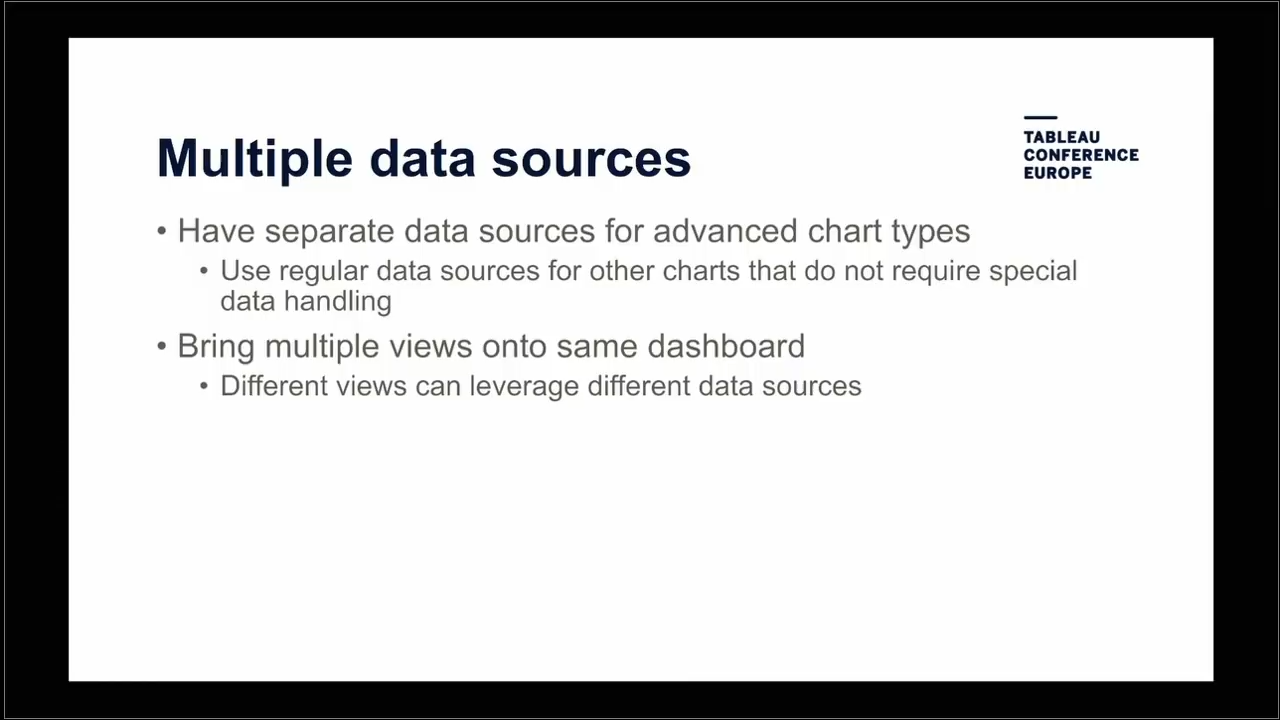 Multiple data sources
TABLEAU
CONFERENCE
EUROPE
• Have separate data sources for advanced chart types
• Use regular data sources for other charts that do not require special
data handling
• Bring multiple views onto same dashboard
• Different views can leverage different data sources